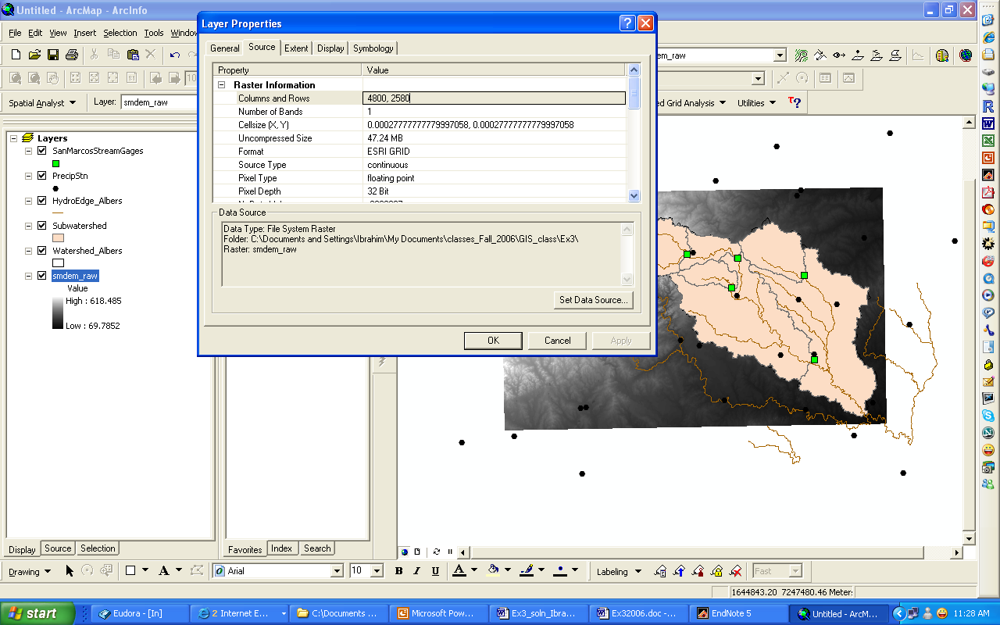 Untitled - ArcMap - ArcInfo
File Edit View Insert Selection Tools Window
Spatial Analyst
Layer: smdem_raw
Layers
SanMarcosStreamGages
PrecipStn
HydroEdge_Albers
Subwatershed
Watershed_Albers
smdem_raw
Value
High : 618.485
Low : 69.7852
Display Source Selection
Favorites Index Search
Layer Properties
General Source Extent Display Symbology
Property Value
Raster Information
Columns and Rows 4800, 2580
Number of Bands 1
Cellsize (X, Y) 0.00027777777779997058, 0.00027777777779997058
Uncompressed Size 47.24 MB
Format ESRI GRID
Source Type continuous
Pixel Type floating point
Pixel Depth 32 Bit
Data Source
Data Type: File System Raster
Folder: C:\Documents and Settings\Ibrahim\My Documents\classes_Fall_2006\GIS_class\Ex3\
Raster: smdem_raw
Set Data Source...
OK Cancel Apply
em_raw
ed Grid Analysis Utilities
Drawing A Arial 10 B I U A Labeling Fast
1644843.20 7247480.46 Meters
start Eudora - [In] 2 Internet E... C:\Documents ... Microsoft Pow... Ex3_soln_Ibra... Ex32006.doc -... EndNote 5 Untitled - ArcM... 11:28 AM